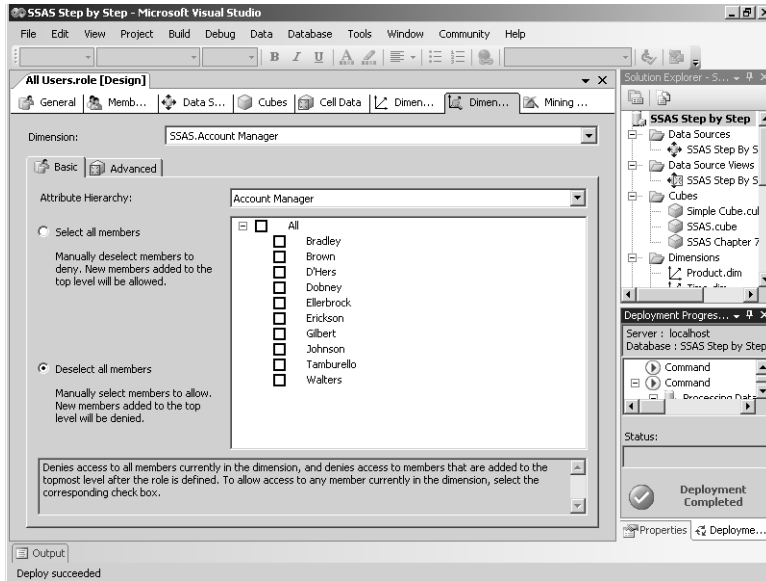 SSAS Step by Step - Microsoft Visual Studio
File Edit View Project Build Debug Data Database Tools Window Community Help
B I U A
All Users.role [Design]
General Memb... Data S... Cubes Cell Data Dimen... Dimen... Mining ...
Dimension: SSAS.Account Manager
Basic Advanced
Attribute Hierarchy: Account Manager
Select all members
Manually deselect members to
deny. New members added to the
top level will be allowed.
Deselect all members
Manually select members to allow.
New members added to the top
level will be denied.
All
Bradley
Brown
D'Hers
Dobney
Ellerbrock
Erickson
Gilbert
Johnson
Tamburello
Walters
Denies access to all members currently in the dimension, and denies access to members that are added to the
topmost level after the role is defined. To allow access to any member currently in the dimension, select the
corresponding check box.
Output
Deploy succeeded
Solution Explorer - S...
SSAS Step by Step
Data Sources
SSAS Step By S
Data Source Views
SSAS Step By S
Cubes
Simple Cube.cul
SSAS.cube
SSAS Chapter 7
Dimensions
Product.dim
Time.dim
Deployment Progres...
Server : localhost
Database : SSAS Step by Step
Command
Command
Processing Data
Status:
Deployment
Completed
Properties Deployme...